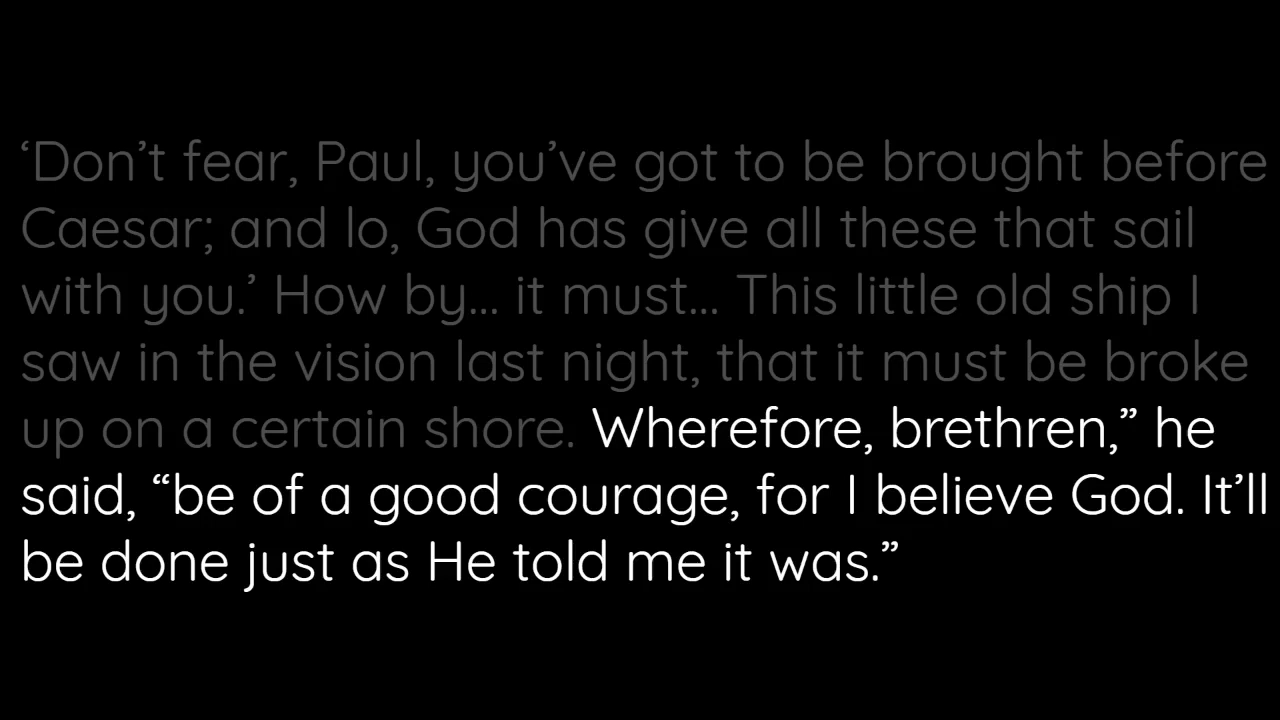 ‘Don’t fear, Paul, you’ve got to be brought before
Caesar; and lo, God has give all these that sail
with you.’ How by... it must... This little old ship I
saw in the vision last night, that it must be broke
up on a certain shore. Wherefore, brethren,” he
said, “be of a good courage, for I believe God. It’ll
be done just as He told me it was.”